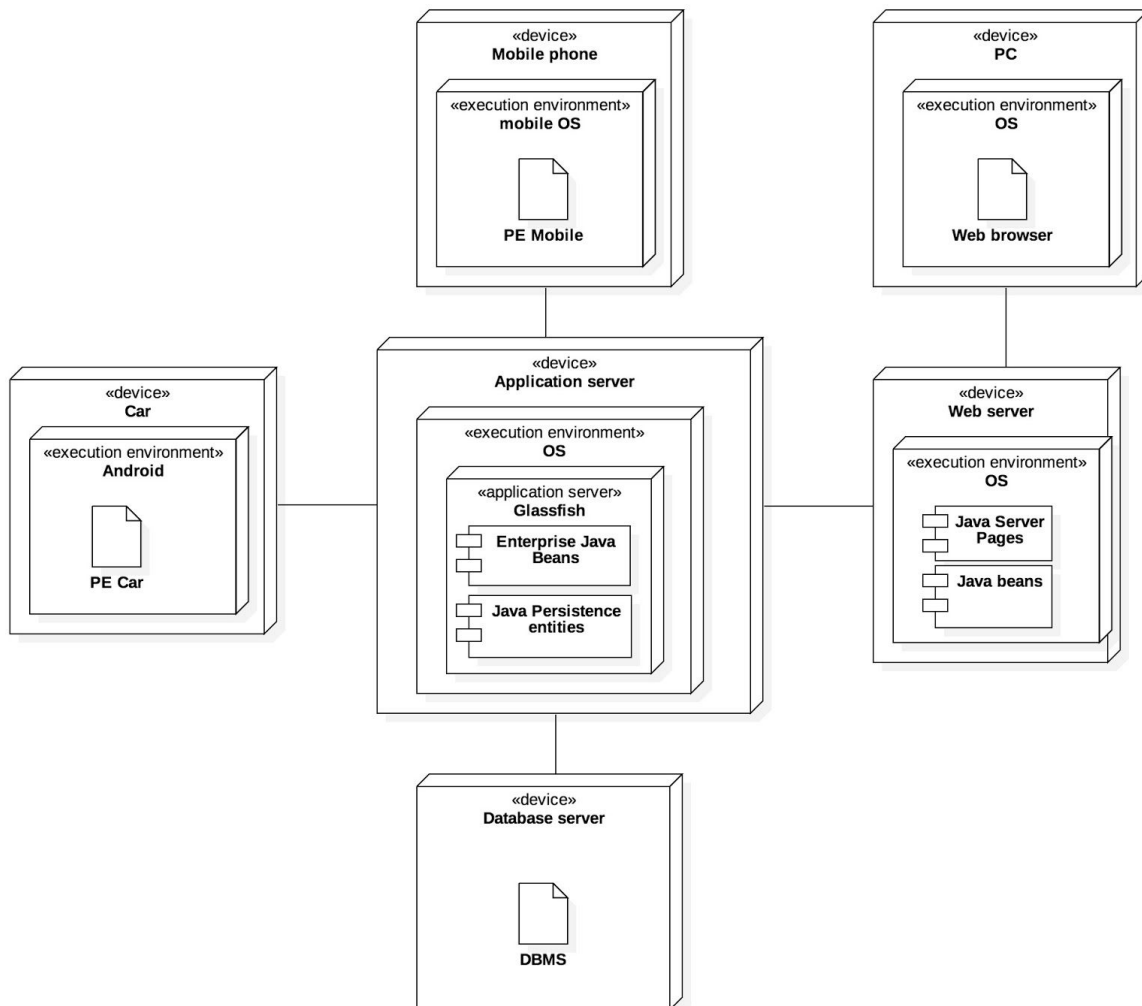 «device»
Mobile phone
«execution environment»
mobile OS
PE Mobile
«device»
PC
«execution environment»
OS
Web browser
«device»
Car
«execution environment»
Android
PE Car
«device»
Application server
«execution environment»
OS
«application server»
Glassfish
Enterprise Java
Beans
Java Persistence
entities
«device»
Web server
«execution environment»
OS
Java Server
Pages
Java beans
«device»
Database server
DBMS